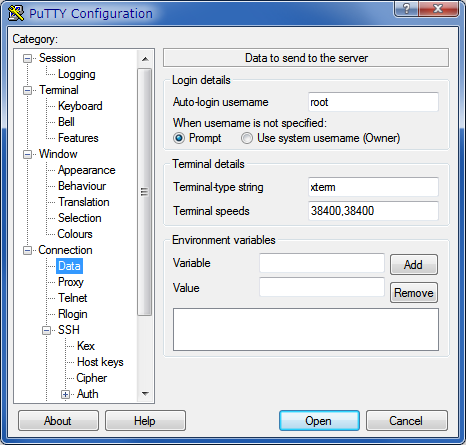 PuTTY Configuration
Category:
Session
Logging
Terminal
Keyboard
Bell
Features
Window
Appearance
Behaviour
Translation
Selection
Colours
Connection
Data
Proxy
Telnet
Rlogin
SSH
Kex
Host keys
Cipher
Auth
Data to send to the server
Login details
Auto-login username root
When username is not specified:
Prompt Use system username (Owner)
Terminal details
Terminal-type string xterm
Terminal speeds 38400,38400
Environment variables
Variable Add
Value Remove
About Help Open Cancel